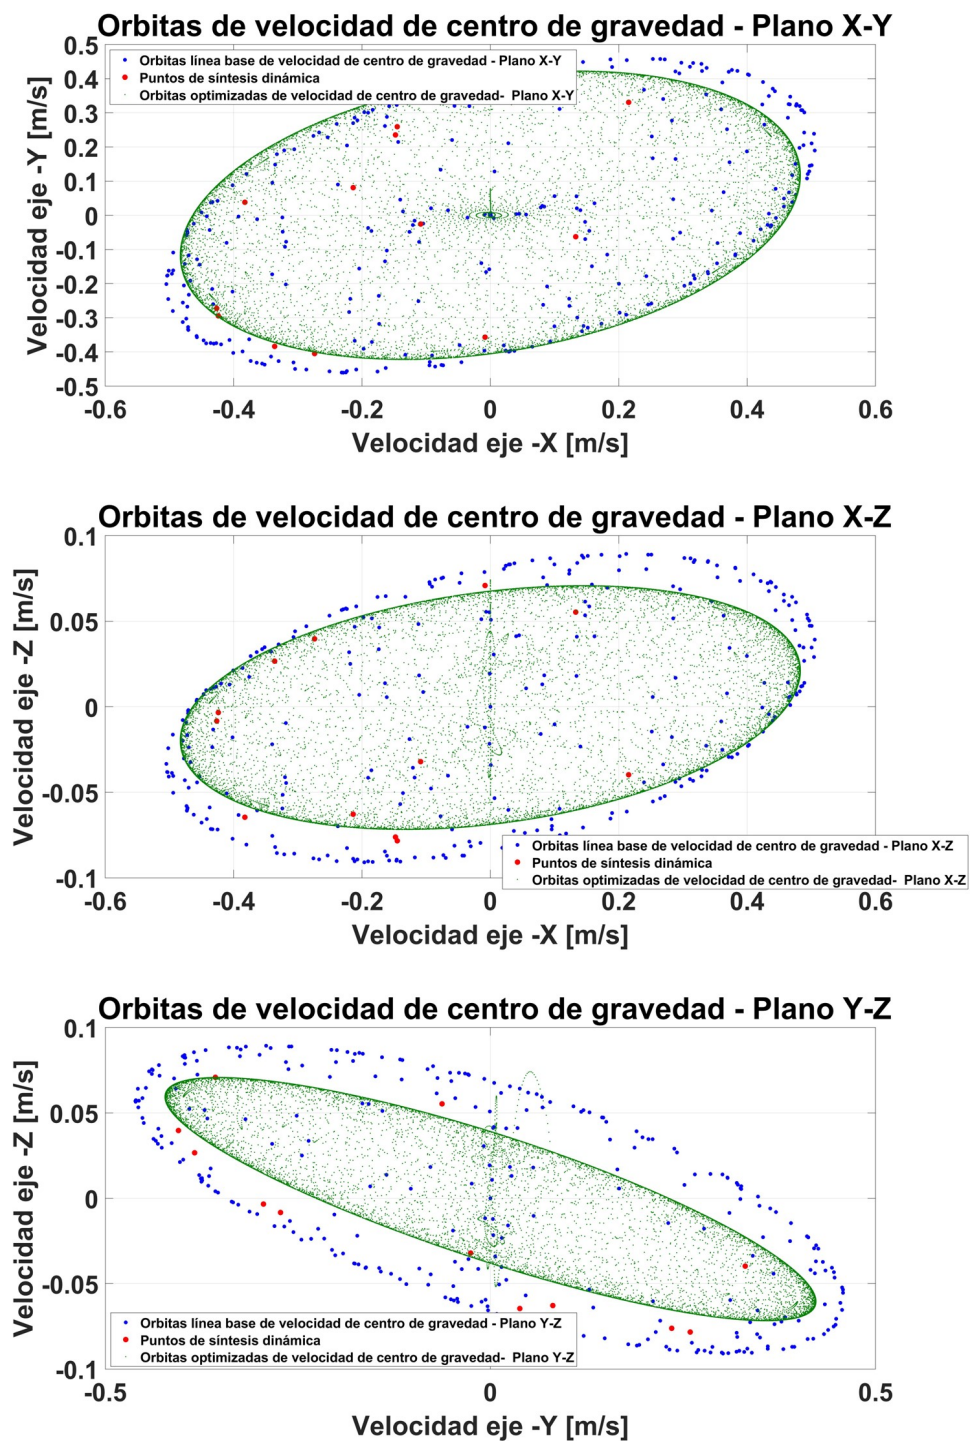 Orbitas de velocidad de centro de gravedad - Plano X-Y
Orbitas línea base de velocidad de centro de gravedad - Plano X-Y
Puntos de síntesis dinámica
Orbitas optimizadas de velocidad de centro de gravedad- Plano X-Y
Velocidad eje -Y [m/s]
0.5
0.4
0.3
0.2
0.1
0
-0.1
-0.2
-0.3
-0.4
-0.5
-0.6 -0.4 -0.2 0 0.2 0.4 0.6
Velocidad eje -X [m/s]
Orbitas de velocidad de centro de gravedad - Plano X-Z
Velocidad eje -Z [m/s]
0.1
0.05
0
-0.05
-0.1
Orbitas línea base de velocidad de centro de gravedad - Plano X-Z
Puntos de síntesis dinámica
Orbitas optimizadas de velocidad de centro de gravedad- Plano X-Z
-0.6 -0.4 -0.2 0 0.2 0.4 0.6
Velocidad eje -X [m/s]
Orbitas de velocidad de centro de gravedad - Plano Y-Z
Velocidad eje -Z [m/s]
0.1
0.05
0
-0.05
-0.1
Orbitas línea base de velocidad de centro de gravedad - Plano Y-Z
Puntos de síntesis dinámica
Orbitas optimizadas de velocidad de centro de gravedad- Plano Y-Z
-0.5 0 0.5
Velocidad eje -Y [m/s]